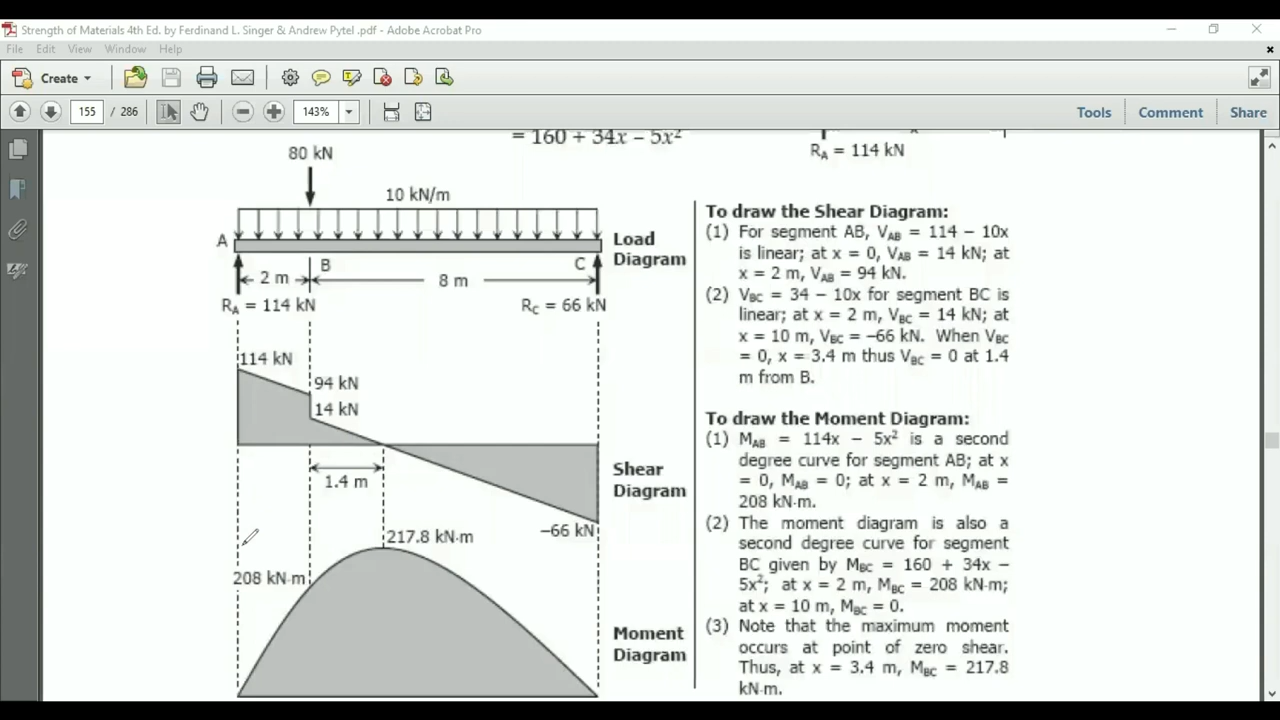 Strength of Materials 4th Ed. by Ferdinand L. Singer & Andrew Pytel .pdf - Adobe Acrobat Pro
File Edit View Window Help
Create
155 / 286 143% Tools Comment Share
= 160 + 34x − 5x²
R_A = 114 kN
80 kN
10 kN/m
A
B
C
Load
Diagram
2 m
8 m
R_A = 114 kN
R_C = 66 kN
114 kN
94 kN
14 kN
1.4 m
Shear
Diagram
−66 kN
217.8 kN·m
208 kN·m
Moment
Diagram
To draw the Shear Diagram:
(1) For segment AB, V_AB = 114 − 10x
is linear; at x = 0, V_AB = 14 kN; at
x = 2 m, V_AB = 94 kN.
(2) V_BC = 34 − 10x for segment BC is
linear; at x = 2 m, V_BC = 14 kN; at
x = 10 m, V_BC = −66 kN. When V_BC
= 0, x = 3.4 m thus V_BC = 0 at 1.4
m from B.
To draw the Moment Diagram:
(1) M_AB = 114x − 5x² is a second
degree curve for segment AB; at x
= 0, M_AB = 0; at x = 2 m, M_AB =
208 kN·m.
(2) The moment diagram is also a
second degree curve for segment
BC given by M_BC = 160 + 34x −
5x²; at x = 2 m, M_BC = 208 kN·m;
at x = 10 m, M_BC = 0.
(3) Note that the maximum moment
occurs at point of zero shear.
Thus, at x = 3.4 m, M_BC = 217.8
kN·m.